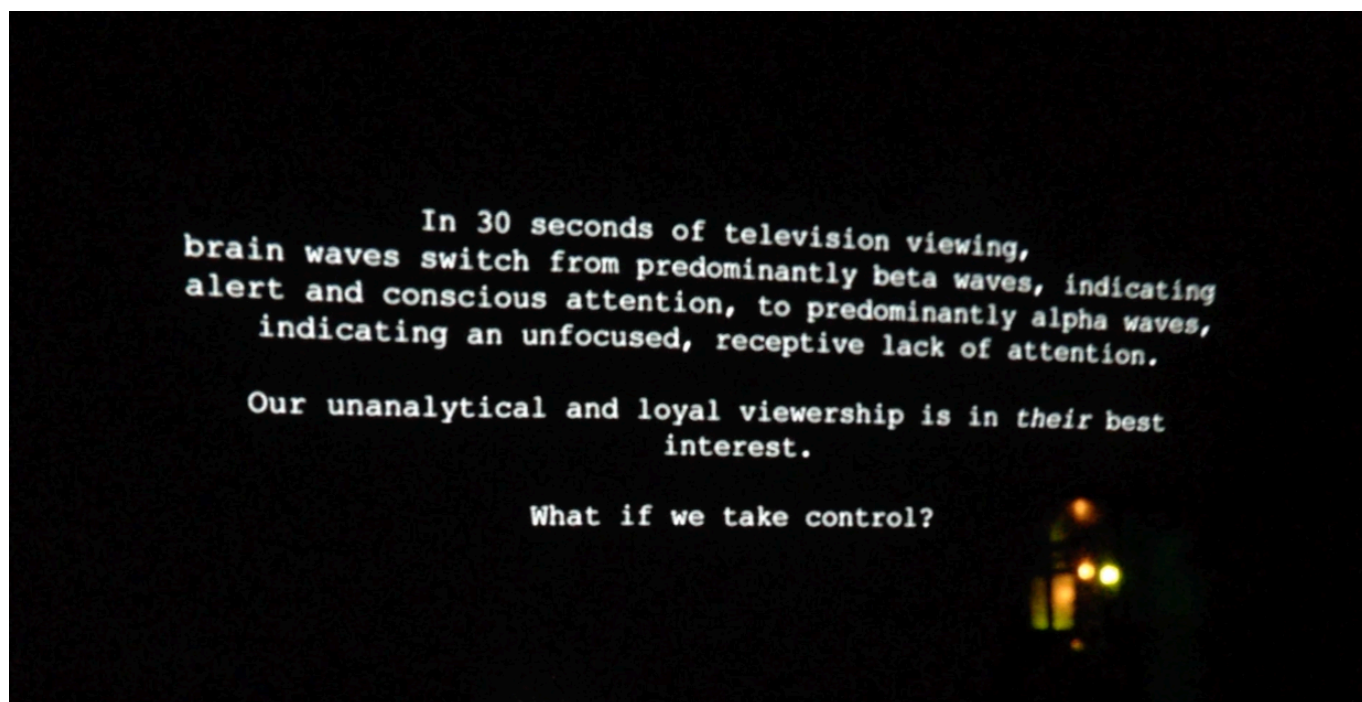 In 30 seconds of television viewing,
brain waves switch from predominantly beta waves, indicating
alert and conscious attention, to predominantly alpha waves,
indicating an unfocused, receptive lack of attention.
Our unanalytical and loyal viewership is in their best
interest.
What if we take control?